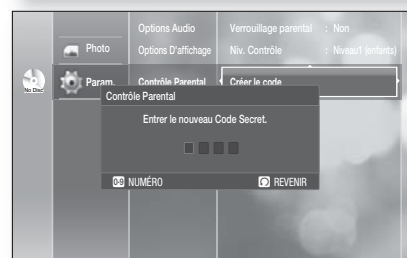 Options Audio Verrouillage parental : Non
Photo Options D'affichage Niv. Contrôle : Niveau1 (enfants)
No Disc Param. Contrôle Parental Créer le code
Contrôle Parental
Entrer le nouveau Code Secret.
0-9 NUMÉRO REVENIR